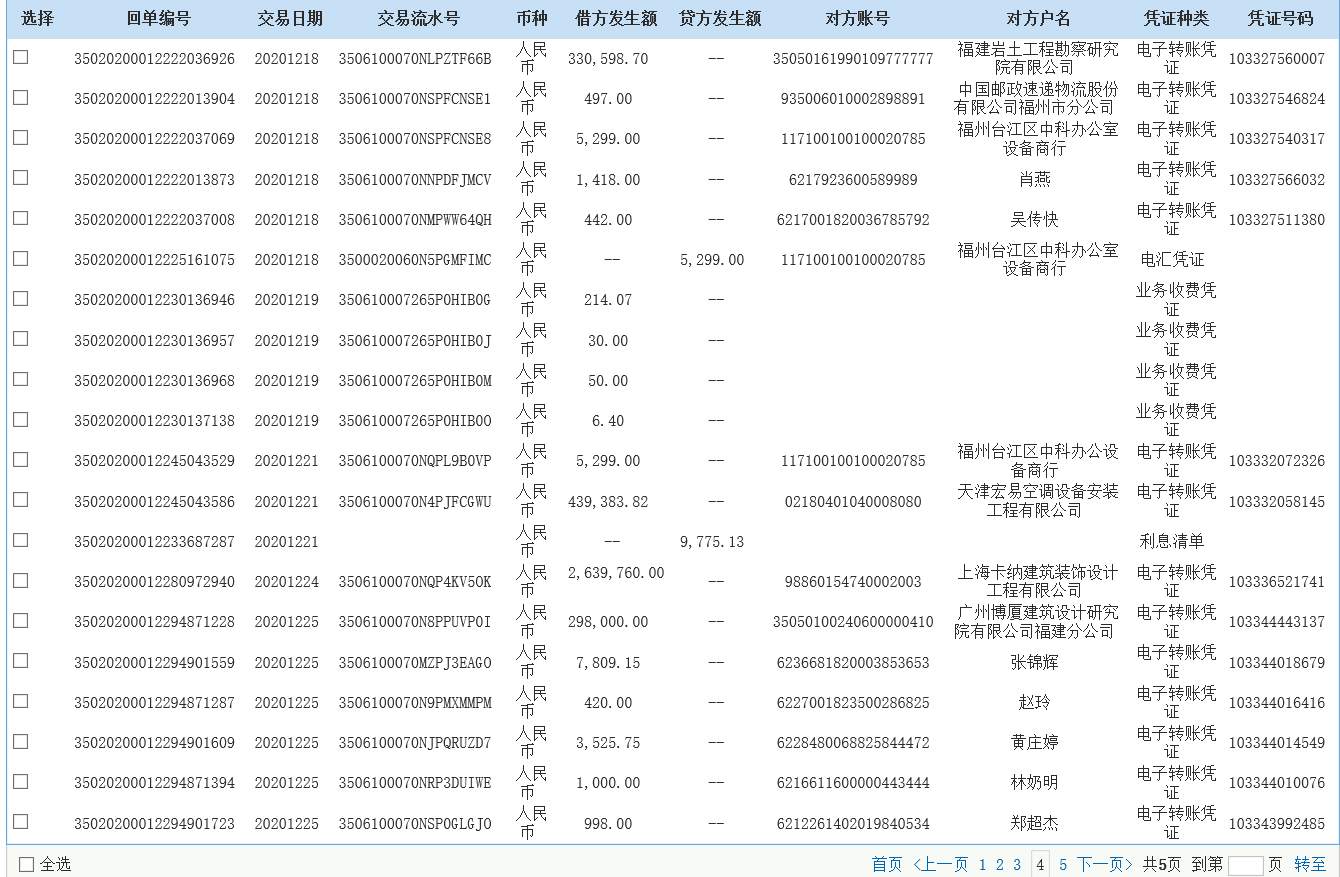 选择 回单编号 交易日期 交易流水号 币种 借方发生额 贷方发生额 对方账号 对方户名 凭证种类 凭证号码
35020200012222036926 20201218 3506100070NLPZTF66B 人民币 330,598.70 -- 35050161990109777777 福建岩土工程勘察研究院有限公司 电子转账凭证 103327560007
35020200012222013904 20201218 3506100070NSPFCNSE1 人民币 497.00 -- 935006010002898891 中国邮政速递物流股份有限公司福州市分公司 电子转账凭证 103327546824
35020200012222037069 20201218 3506100070NSPFCNSE8 人民币 5,299.00 -- 117100100100020785 福州台江区中科办公室设备商行 电子转账凭证 103327540317
35020200012222013873 20201218 3506100070NNPDFJMCV 人民币 1,418.00 -- 6217923600589989 肖燕 电子转账凭证 103327566032
35020200012222037008 20201218 3506100070NMPWW64QH 人民币 442.00 -- 6217001820036785792 吴传快 电子转账凭证 103327511380
35020200012225161075 20201218 3500020060N5PGMFIMC 人民币 -- 5,299.00 117100100100020785 福州台江区中科办公室设备商行 电汇凭证
35020200012230136946 20201219 350610007265P0HIB0G 人民币 214.07 -- 业务收费凭证
35020200012230136957 20201219 350610007265P0HIB0J 人民币 30.00 -- 业务收费凭证
35020200012230136968 20201219 350610007265P0HIB0M 人民币 50.00 -- 业务收费凭证
35020200012230137138 20201219 350610007265P0HIB0O 人民币 6.40 -- 业务收费凭证
35020200012245043529 20201221 3506100070NQPL9B0VP 人民币 5,299.00 -- 117100100100020785 福州台江区中科办公设备商行 电子转账凭证 103332072326
35020200012245043586 20201221 3506100070N4PJFCGWU 人民币 439,383.82 -- 02180401040008080 天津宏易空调设备安装工程有限公司 电子转账凭证 103332058145
35020200012233687287 20201221 人民币 -- 9,775.13 利息清单
35020200012280972940 20201224 3506100070NQP4KV5OK 人民币 2,639,760.00 -- 98860154740002003 上海卡纳建筑装饰设计工程有限公司 电子转账凭证 103336521741
35020200012294871228 20201225 3506100070N8PPUVP0I 人民币 298,000.00 -- 35050100240600000410 广州博厦建筑设计研究院有限公司福建分公司 电子转账凭证 103344443137
35020200012294901559 20201225 3506100070MZPJ3EAGO 人民币 7,809.15 -- 6236681820003853653 张锦辉 电子转账凭证 103344018679
35020200012294871287 20201225 3506100070N9PMXMMPM 人民币 420.00 -- 6227001823500286825 赵玲 电子转账凭证 103344016416
35020200012294901609 20201225 3506100070NJPQRUZD7 人民币 3,525.75 -- 6228480068825844472 黄庄婷 电子转账凭证 103344014549
35020200012294871394 20201225 3506100070NRP3DUIWE 人民币 1,000.00 -- 6216611600000443444 林奶明 电子转账凭证 103344010076
35020200012294901723 20201225 3506100070NSPOGLGJO 人民币 998.00 -- 6212261402019840534 郑超杰 电子转账凭证 103343992485
全选 首页 〈上一页 1 2 3 4 5 下一页〉 共5页 到第 页 转至